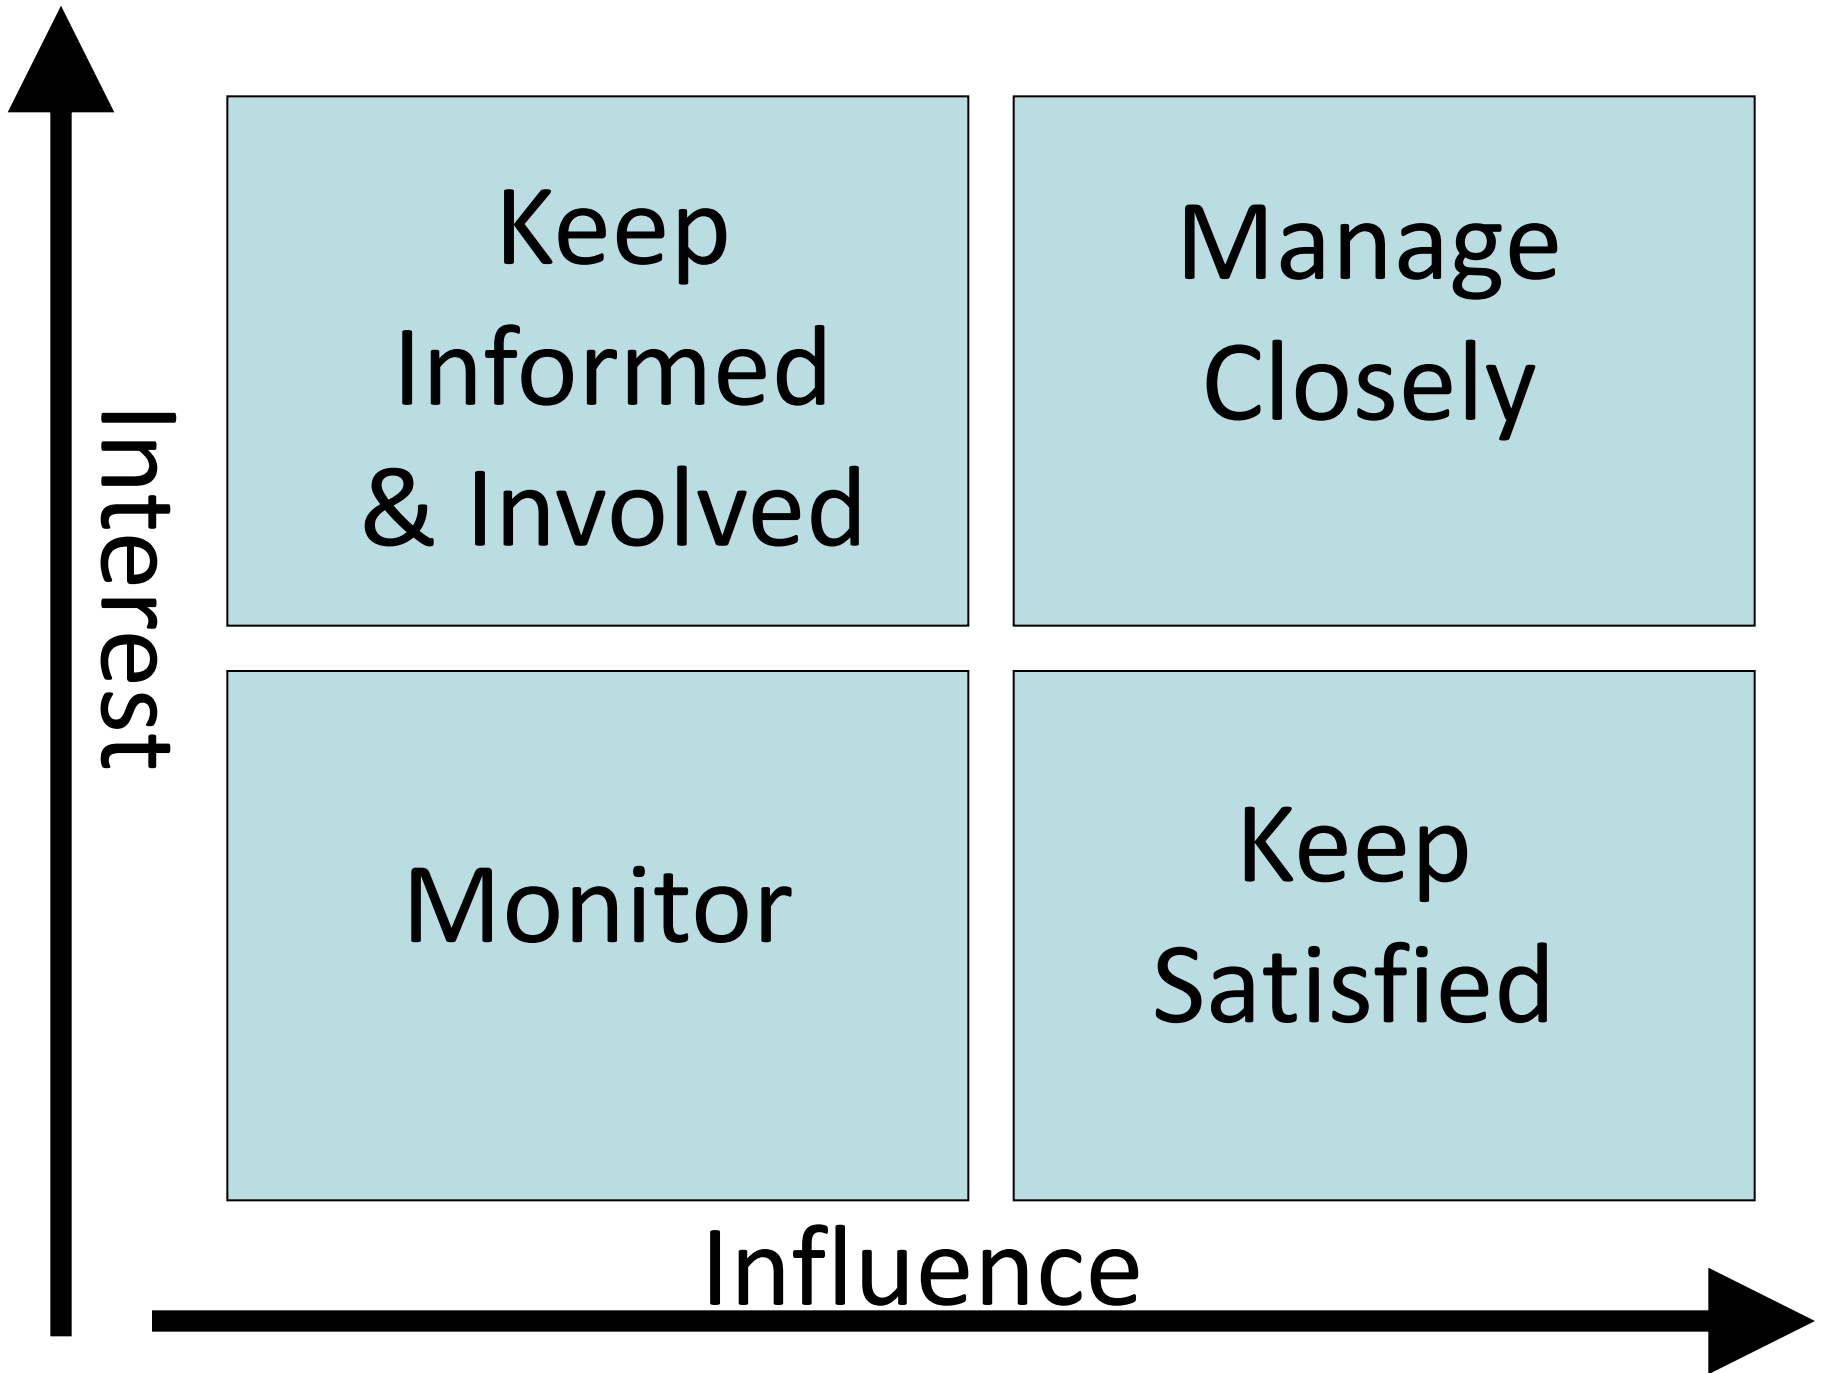 Keep
Informed
& Involved
Manage
Closely
Interest
Monitor
Keep
Satisfied
Influence